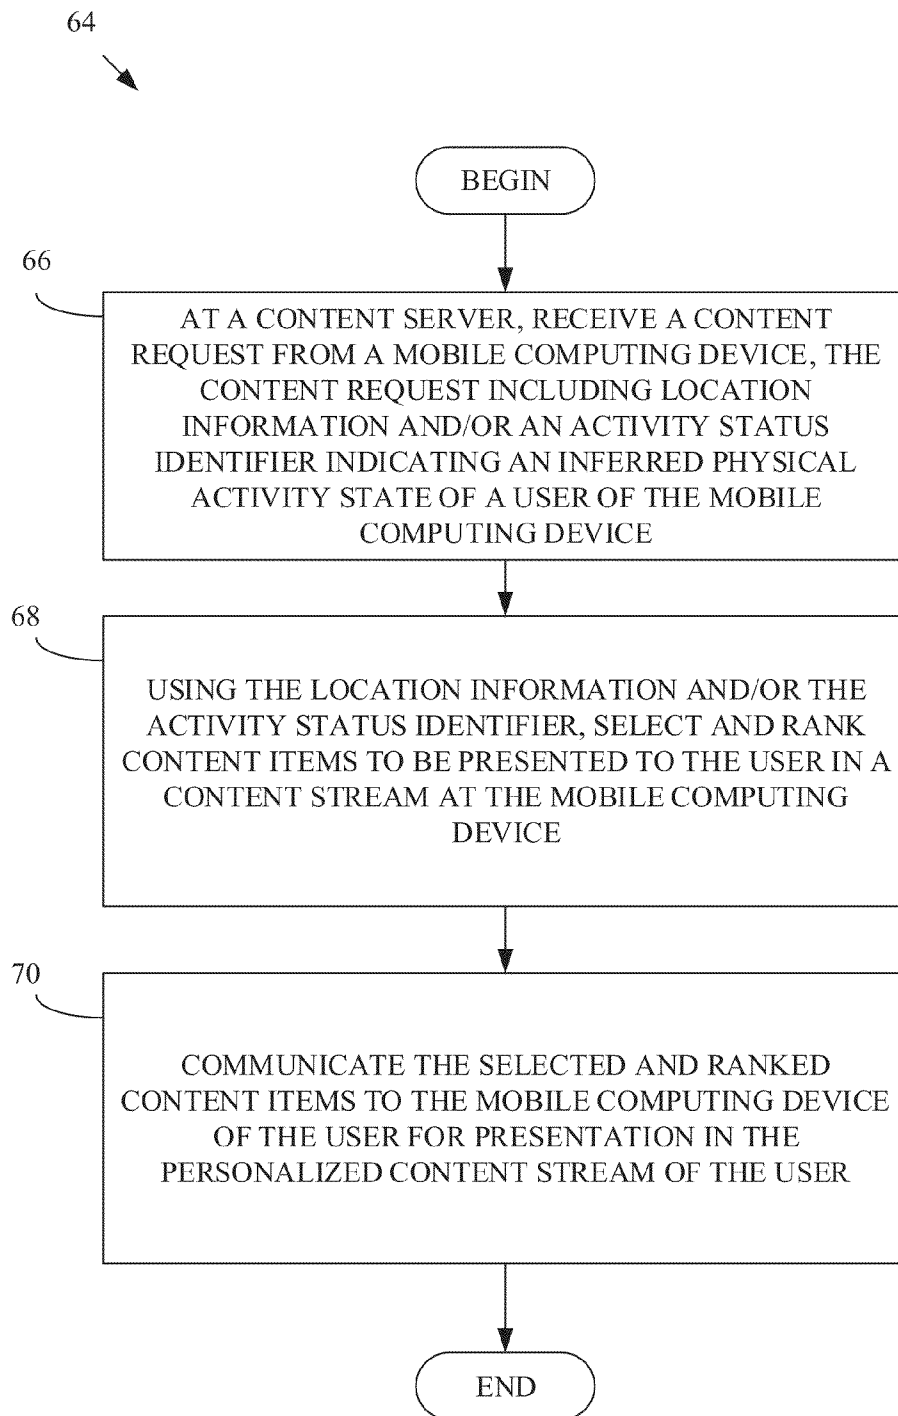 64
BEGIN
66
AT A CONTENT SERVER, RECEIVE A CONTENT
REQUEST FROM A MOBILE COMPUTING DEVICE, THE
CONTENT REQUEST INCLUDING LOCATION
INFORMATION AND/OR AN ACTIVITY STATUS
IDENTIFIER INDICATING AN INFERRED PHYSICAL
ACTIVITY STATE OF A USER OF THE MOBILE
COMPUTING DEVICE
68
USING THE LOCATION INFORMATION AND/OR THE
ACTIVITY STATUS IDENTIFIER, SELECT AND RANK
CONTENT ITEMS TO BE PRESENTED TO THE USER IN A
CONTENT STREAM AT THE MOBILE COMPUTING
DEVICE
70
COMMUNICATE THE SELECTED AND RANKED
CONTENT ITEMS TO THE MOBILE COMPUTING DEVICE
OF THE USER FOR PRESENTATION IN THE
PERSONALIZED CONTENT STREAM OF THE USER
END